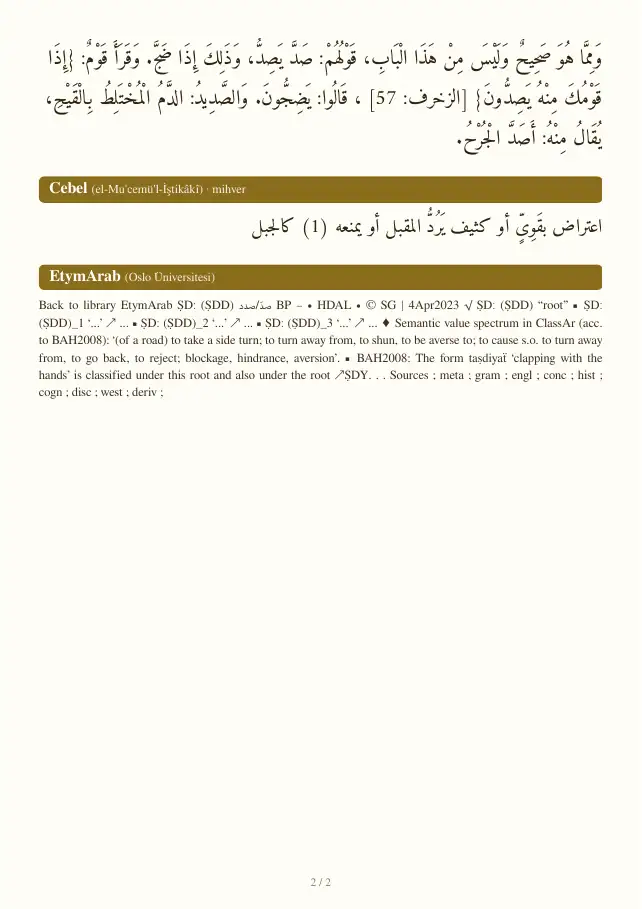 وَمِمَّا هُوَ صَحِيحٌ وَلَيْسَ مِنْ هَذَا الْبَابِ، قَوْلُهُمْ: صَدَّ يَصِدُّ، وَذَلِكَ إِذَا ضَجَّ. وَقَرَأَ قَوْمٌ: {إِذَا
قَوْمُكَ مِنْهُ يَصِدُّونَ} [الزخرف: 57] ، قَالُوا: يَضِجُّونَ. وَالصَّدِيدُ: الدَّمُ الْمُخْتَلِطُ بِالْقَيْحِ،
يُقَالُ مِنْهُ: أَصَدَّ الْجُرْحُ.
Cebel (el-Mu'cemü'l-İştikâkî) · mihver
اعتراض بقَوِيٍّ أو كثيف يَرُدُّ المقبل أو يمنعه (1) كالجبل
EtymArab (Oslo Üniversitesi)
Back to library EtymArab ṢD: (ṢDD) صدّ/صدد BP – • HDAL • © SG | 4Apr2023 √ ṢD: (ṢDD) “root” ▪ ṢD:
(ṢDD)_1 ‘...’ ↗ ... ▪ ṢD: (ṢDD)_2 ‘...’ ↗ ... ▪ ṢD: (ṢDD)_3 ‘...’ ↗ ... ♦ Semantic value spectrum in ClassAr (acc.
to BAH2008): ‘(of a road) to take a side turn; to turn away from, to shun, to be averse to; to cause s.o. to turn away
from, to go back, to reject; blockage, hindrance, aversion’. ▪ BAH2008: The form taṣdiyaẗ ‘clapping with the
hands’ is classified under this root and also under the root ↗ṢDY. . . Sources ; meta ; gram ; engl ; conc ; hist ;
cogn ; disc ; west ; deriv ;
2 / 2